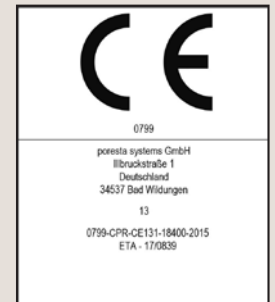 CE
0799
poresta systems GmbH
Illbruckstraße 1
Deutschland
34537 Bad Wildungen
13
0799-CPR-CE131-18400-2015
ETA - 17/0839